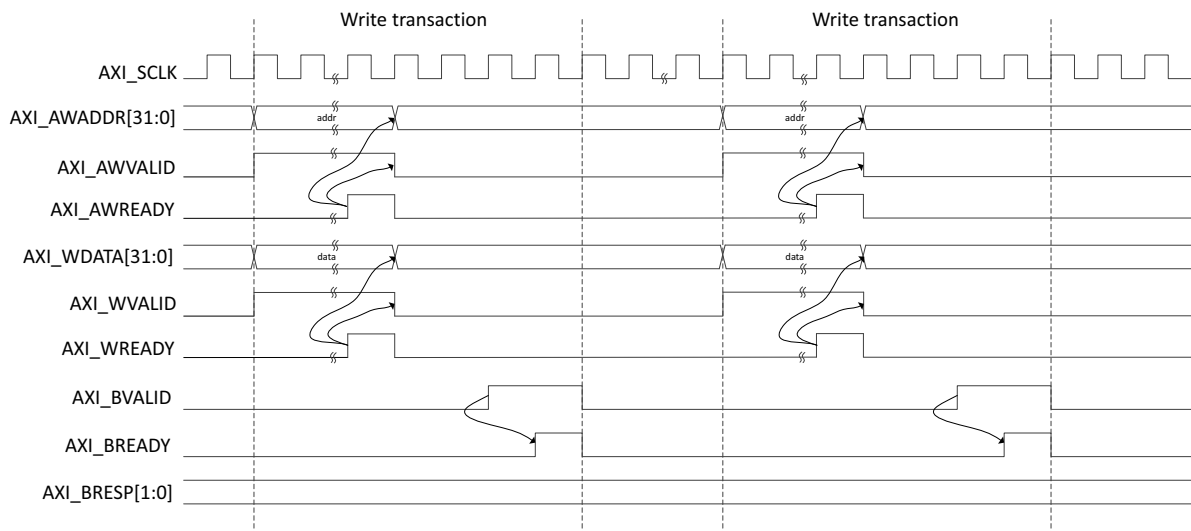 Write transaction Write transaction
AXI_SCLK
AXI_AWADDR[31:0] addr addr
AXI_AWVALID
AXI_AWREADY
AXI_WDATA[31:0] data data
AXI_WVALID
AXI_WREADY
AXI_BVALID
AXI_BREADY
AXI_BRESP[1:0]